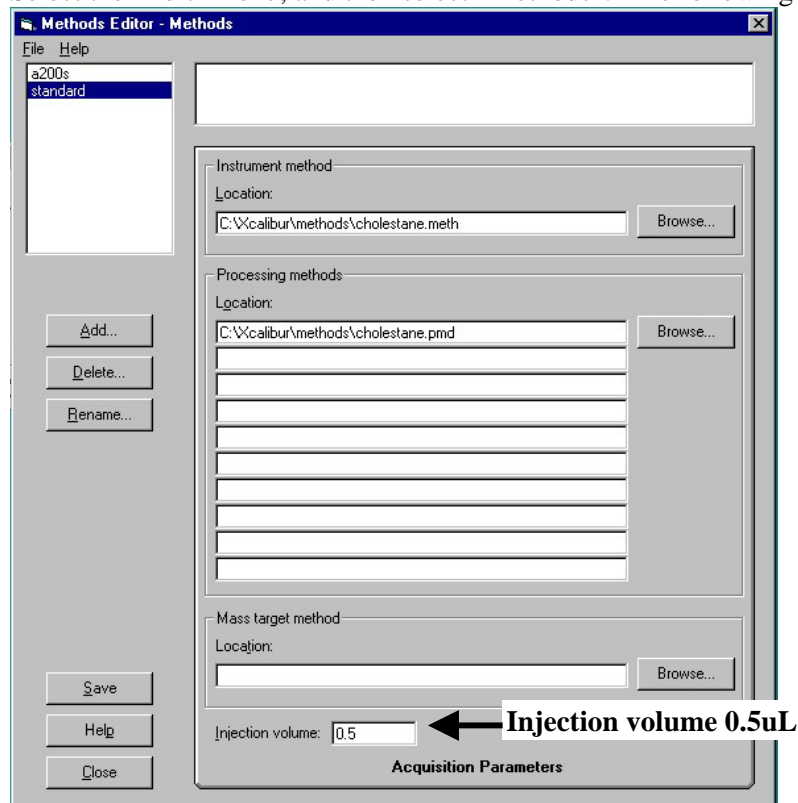 Methods Editor - Methods
File Help
a200s
standard
Instrument method
Location:
C:\Xcalibur\methods\cholestane.meth
Browse...
Processing methods
Location:
C:\Xcalibur\methods\cholestane.pmd
Browse...
Add...
Delete...
Rename...
Mass target method
Location:
Browse...
Save
Help
Close
Injection volume: 0.5
Injection volume 0.5uL
Acquisition Parameters